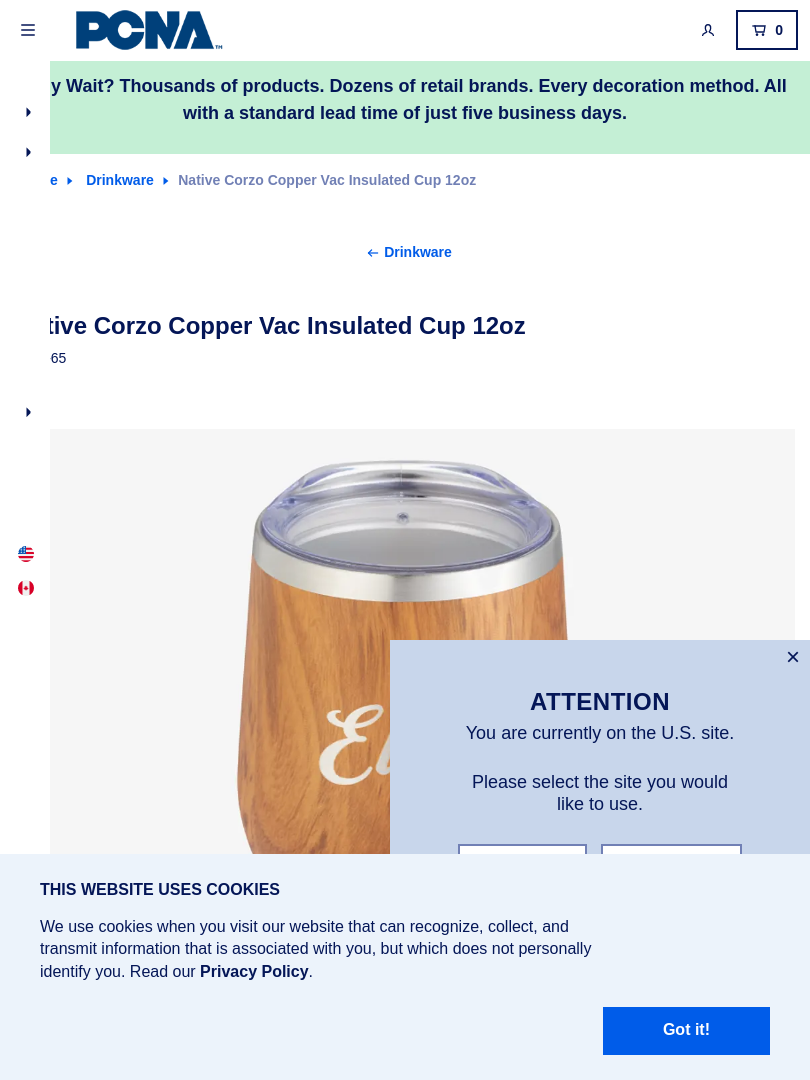 PCNA™
0
y Wait? Thousands of products. Dozens of retail brands. Every decoration method. All
with a standard lead time of just five business days.
e Drinkware Native Corzo Copper Vac Insulated Cup 12oz
← Drinkware
tive Corzo Copper Vac Insulated Cup 12oz
65
ATTENTION
You are currently on the U.S. site.
Please select the site you would
like to use.
THIS WEBSITE USES COOKIES
We use cookies when you visit our website that can recognize, collect, and
transmit information that is associated with you, but which does not personally
identify you. Read our Privacy Policy.
Got it!